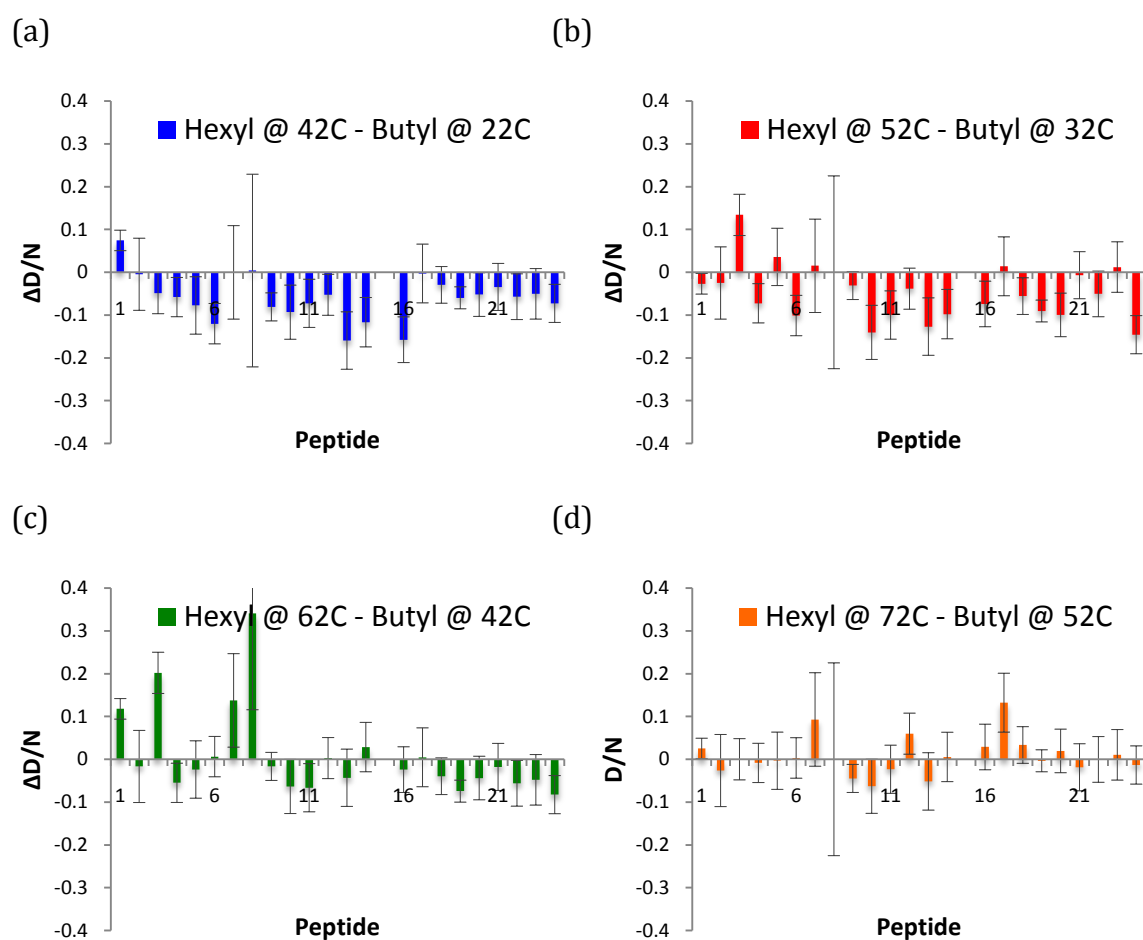 (a)
(b)
0.4
0.3
0.2
0.1
0
-0.1
-0.2
-0.3
-0.4
ΔD/N
Hexyl @ 42C - Butyl @ 22C
1 6 11 16 21
Peptide
0.4
0.3
0.2
0.1
0
-0.1
-0.2
-0.3
-0.4
ΔD/N
Hexyl @ 52C - Butyl @ 32C
1 6 11 16 21
Peptide
(c)
(d)
0.4
0.3
0.2
0.1
0
-0.1
-0.2
-0.3
-0.4
ΔD/N
Hexyl @ 62C - Butyl @ 42C
1 6 11 16 21
Peptide
0.4
0.3
0.2
0.1
0
-0.1
-0.2
-0.3
-0.4
D/N
Hexyl @ 72C - Butyl @ 52C
1 6 11 16 21
Peptide